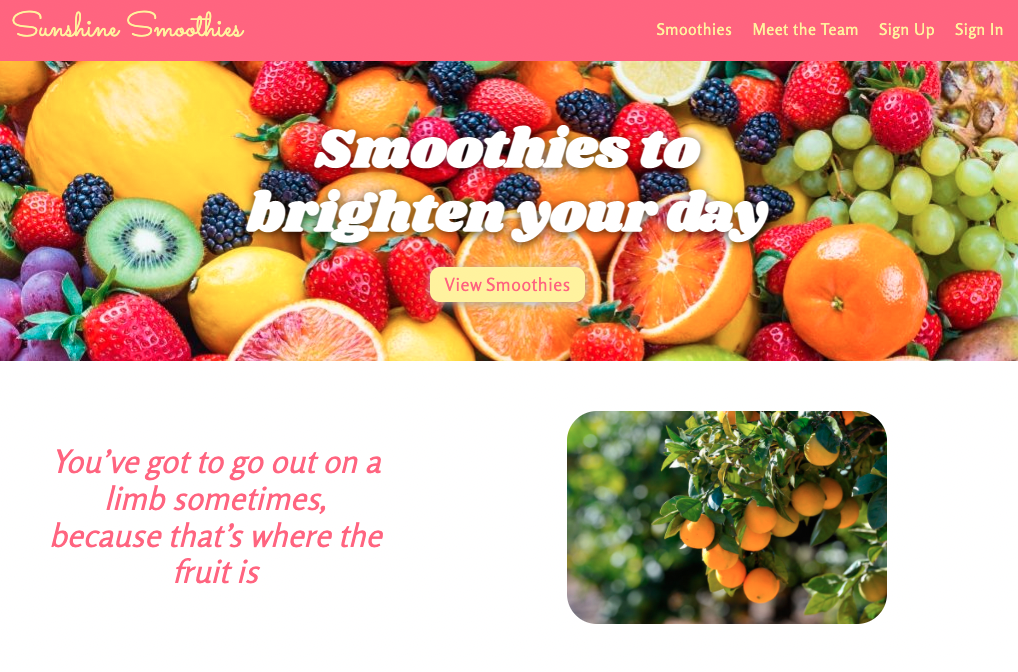 Sunshine Smoothies
Smoothies Meet the Team Sign Up Sign In
Smoothies to
brighten your day
View Smoothies
You’ve got to go out on a
limb sometimes,
because that’s where the
fruit is